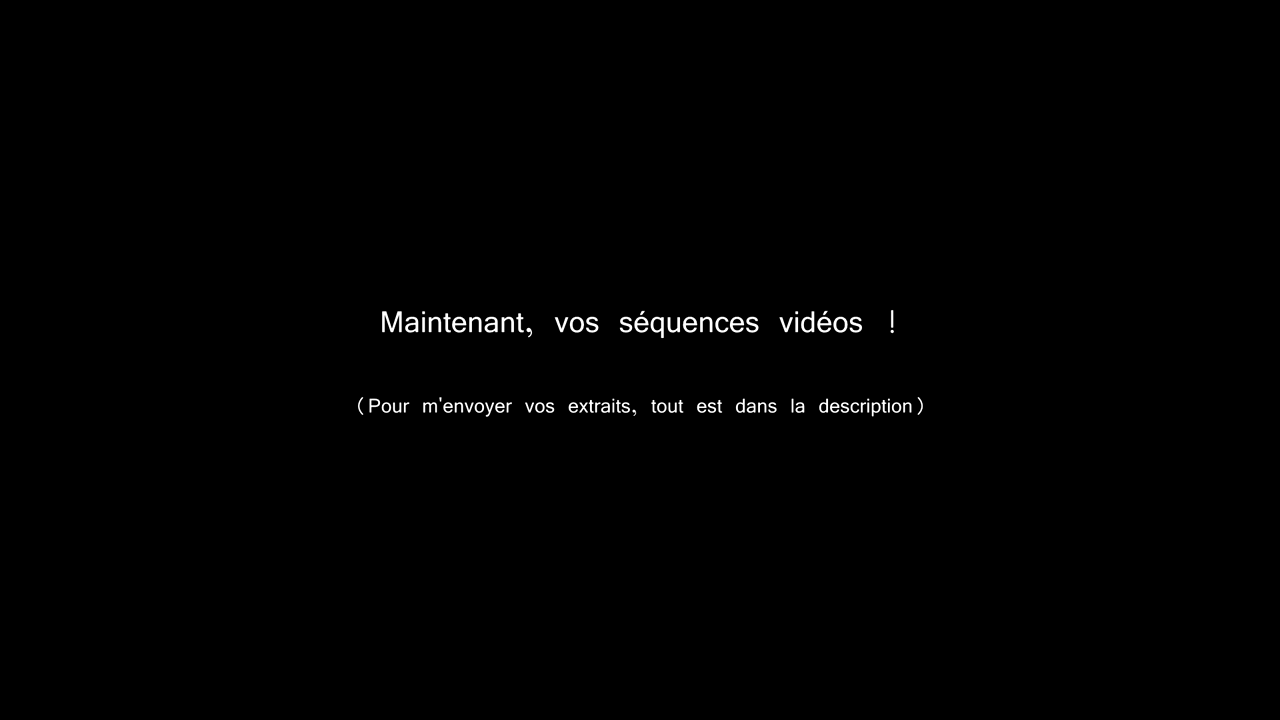 Maintenant, vos séquences vidéos !
(Pour m'envoyer vos extraits, tout est dans la description)